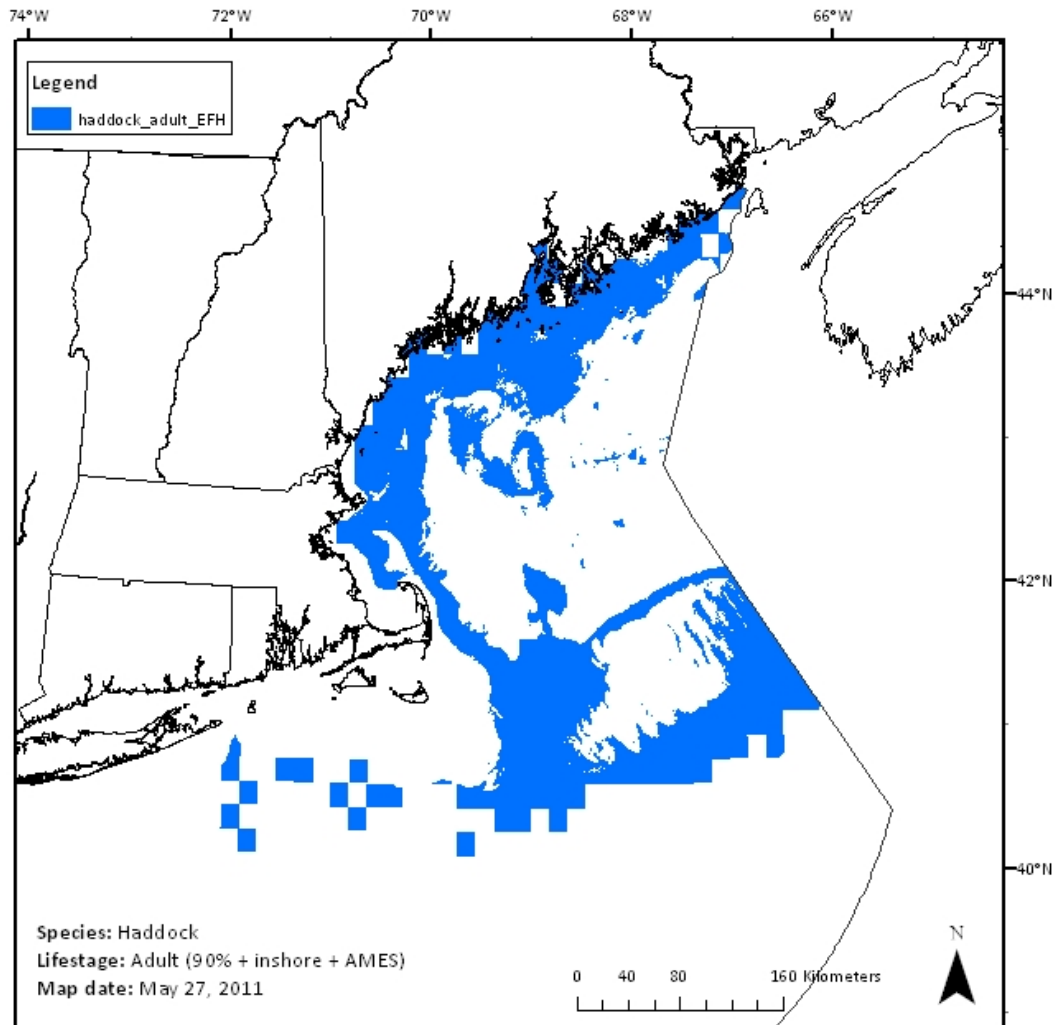 74°W 72°W 70°W 68°W 66°W
Legend
haddock_adult_EFH
44°N
42°N
40°N
Species: Haddock
Lifestage: Adult (90% + inshore + AMES)
Map date: May 27, 2011
0 40 80 160 Kilometers
N